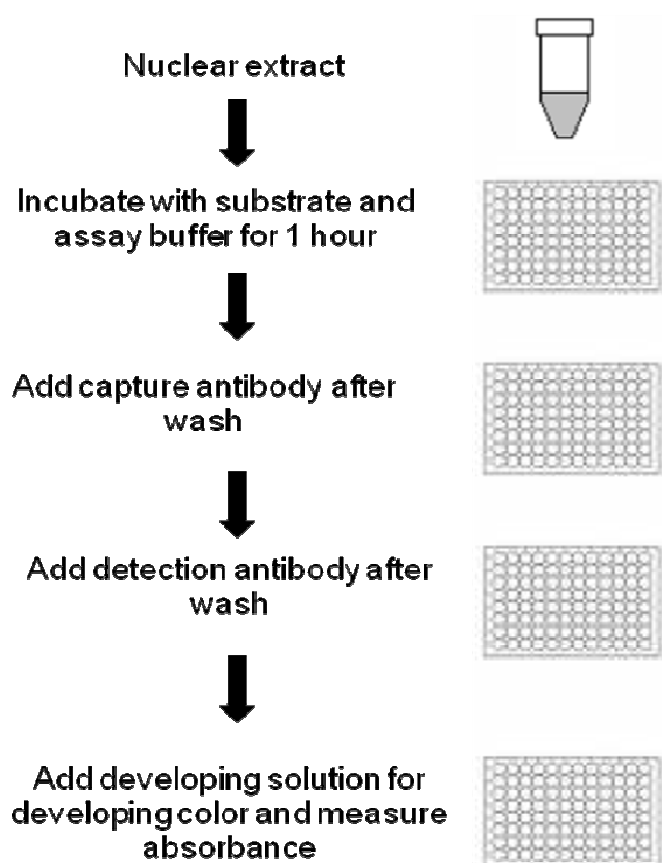 Nuclear extract
Incubate with substrate and
assay buffer for 1 hour
Add capture antibody after
wash
Add detection antibody after
wash
Add developing solution for
developing color and measure
absorbance